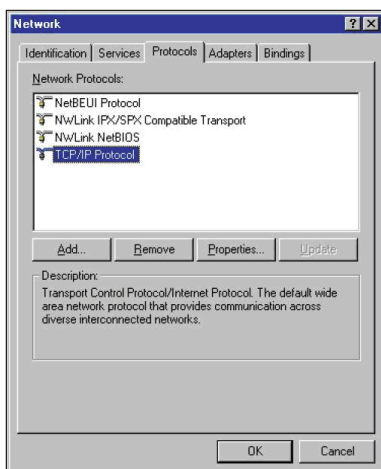 Network
Identification Services Protocols Adapters Bindings
Network Protocols:
NetBEUI Protocol
NWLink IPX/SPX Compatible Transport
NWLink NetBIOS
TCP/IP Protocol
Add... Remove Properties... Update
Description:
Transport Control Protocol/Internet Protocol. The default wide
area network protocol that provides communication across
diverse interconnected networks.
OK Cancel